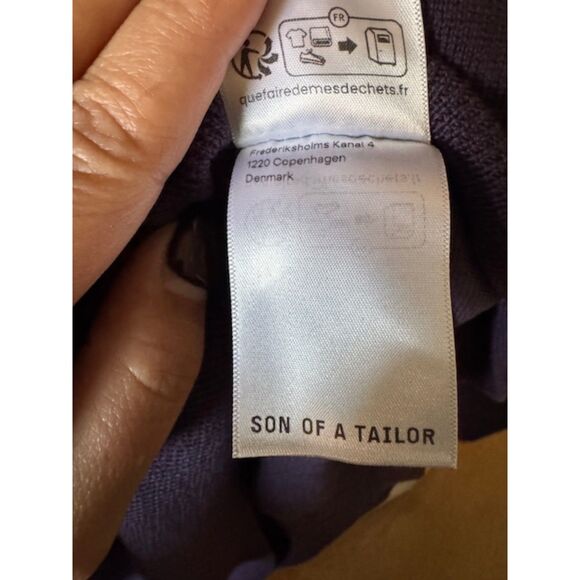 FR
quefairedemesdechets.fr
Frederiksholms Kanal 4
1220 Copenhagen
Denmark
SON OF A TAILOR